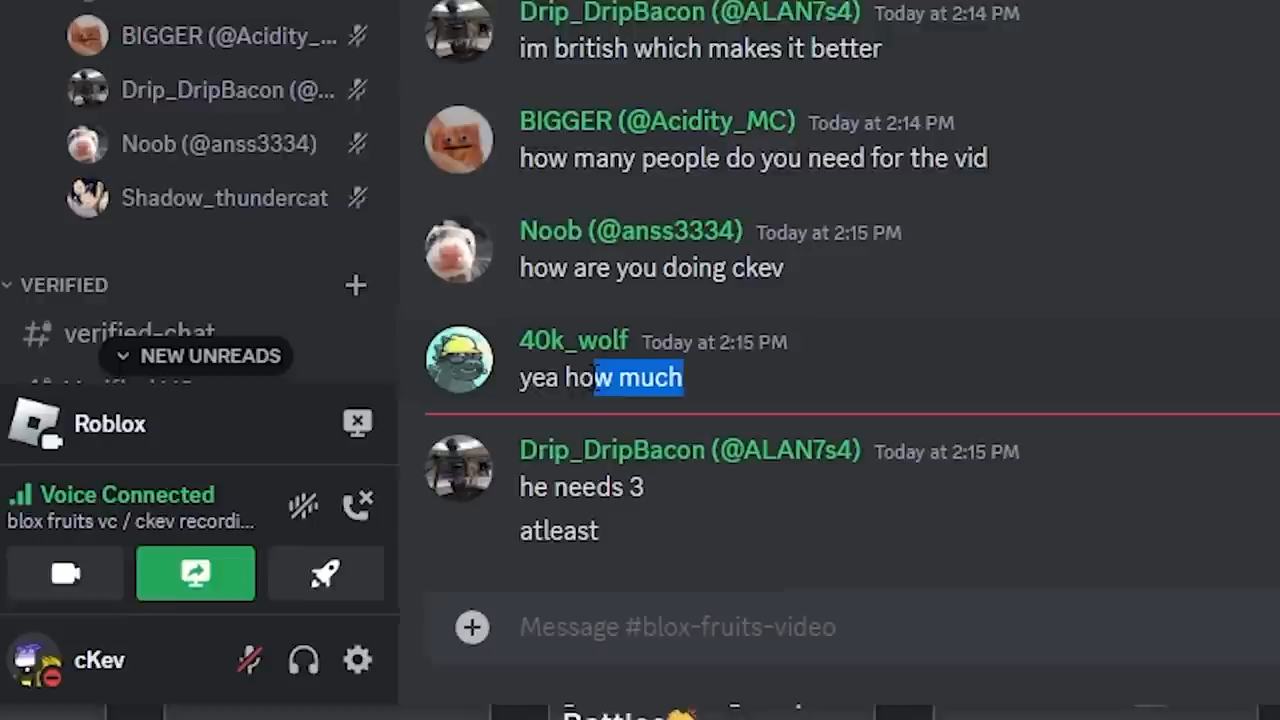 BIGGER (@Acidity_...
Drip_DripBacon (@...
Noob (@anss3334)
Shadow_thundercat
VERIFIED
verified-chat
NEW UNREADS
Roblox
Voice Connected
blox fruits vc / ckev recordi...
cKev
Drip_DripBacon (@ALAN7s4) Today at 2:14 PM
im british which makes it better
BIGGER (@Acidity_MC) Today at 2:14 PM
how many people do you need for the vid
Noob (@anss3334) Today at 2:15 PM
how are you doing ckev
40k_wolf Today at 2:15 PM
yea how much
Drip_DripBacon (@ALAN7s4) Today at 2:15 PM
he needs 3
atleast
Message #blox-fruits-video